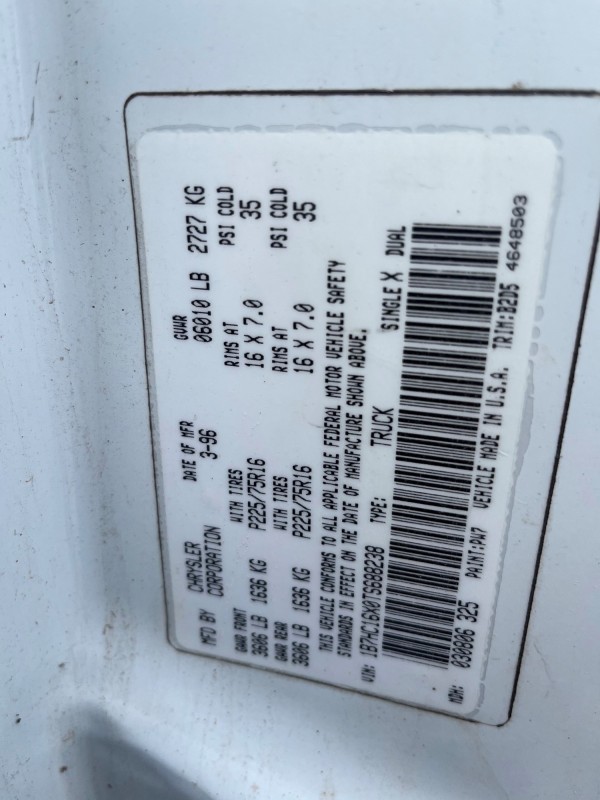 MFD BY CHRYSLER CORPORATION DATE OF MFR 3-96 GVWR 06010 LB 2727 KG
GAWR FRONT WITH TIRES RIMS AT PSI COLD
3606 LB 1636 KG P225/75R16 16 X 7.0 35
GAWR REAR WITH TIRES RIMS AT PSI COLD
3606 LB 1636 KG P225/75R16 16 X 7.0 35
THIS VEHICLE CONFORMS TO ALL APPLICABLE FEDERAL MOTOR VEHICLE SAFETY
STANDARDS IN EFFECT ON THE DATE OF MANUFACTURE SHOWN ABOVE.
VIN: 1B7HC16X0TS688238 TYPE: TRUCK SINGLE X DUAL
MDH: 030806 325 PAINT:PW7 VEHICLE MADE IN U.S.A. TRIM:B2D5 4648503